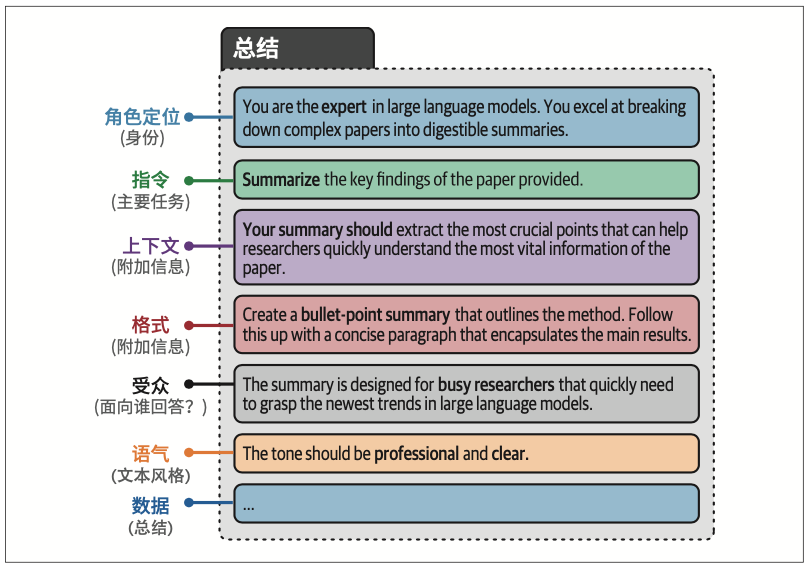 总结
角色定位
(身份)
You are the expert in large language models. You excel at breaking
down complex papers into digestible summaries.
指令
(主要任务)
Summarize the key findings of the paper provided.
上下文
(附加信息)
Your summary should extract the most crucial points that can help
researchers quickly understand the most vital information of the
paper.
格式
(附加信息)
Create a bullet-point summary that outlines the method. Follow
this up with a concise paragraph that encapsulates the main results.
受众
(面向谁回答？)
The summary is designed for busy researchers that quickly need
to grasp the newest trends in large language models.
语气
(文本风格)
The tone should be professional and clear.
数据
(总结)
...